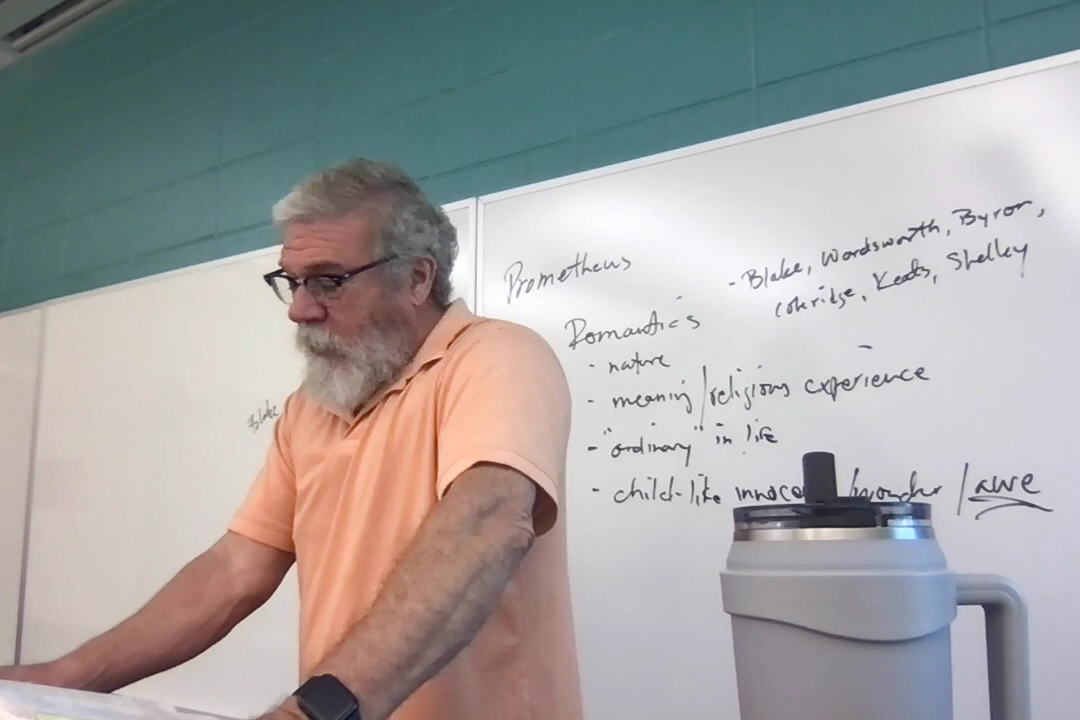 Prometheus
- Blake, Wordsworth, Byron,
Coleridge, Keats, Shelley
Romantics
- nature
- meaning/religious experience
- "ordinary" in life
- child-like innoce /wonder /awe
Blake